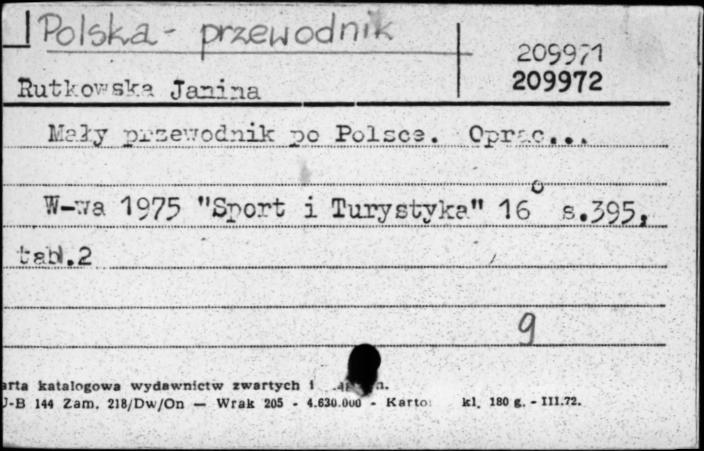 Polska - przewodnik
209971
Rutkowska Janina
209972
Mały przewodnik po Polsce. Oprac...
W-wa 1975 "Sport i Turystyka" 16° s.395,
tabl.2
9
arta katalogowa wydawnictw zwartych i
J-B 144 Zam. 218/Dw/On — Wrak 205 - 4.630.000 - Karto kl. 180 g. - III.72.